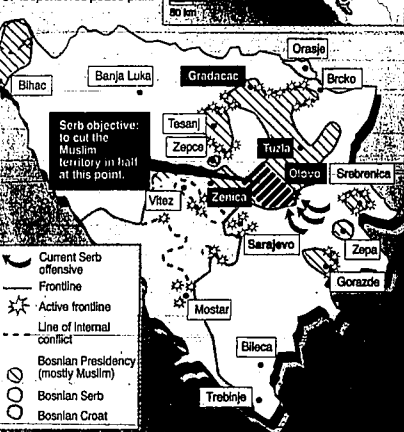 50 km
Orasje
Bihac
Banja Luka
Gradacac
Brcko
Serb objective:
to cut the
Muslim
territory in half
at this point.
Tesanj
Zepce
Tuzla
Olovo
Srebrenica
Vitez
Zenica
Sarajevo
Zepa
Gorazde
Current Serb
offensive
Frontline
Active frontline
Line of Internal
conflict
Bosnian Presidency
(mostly Muslim)
Bosnian Serb
Bosnian Croat
Mostar
Bileca
Trebinje